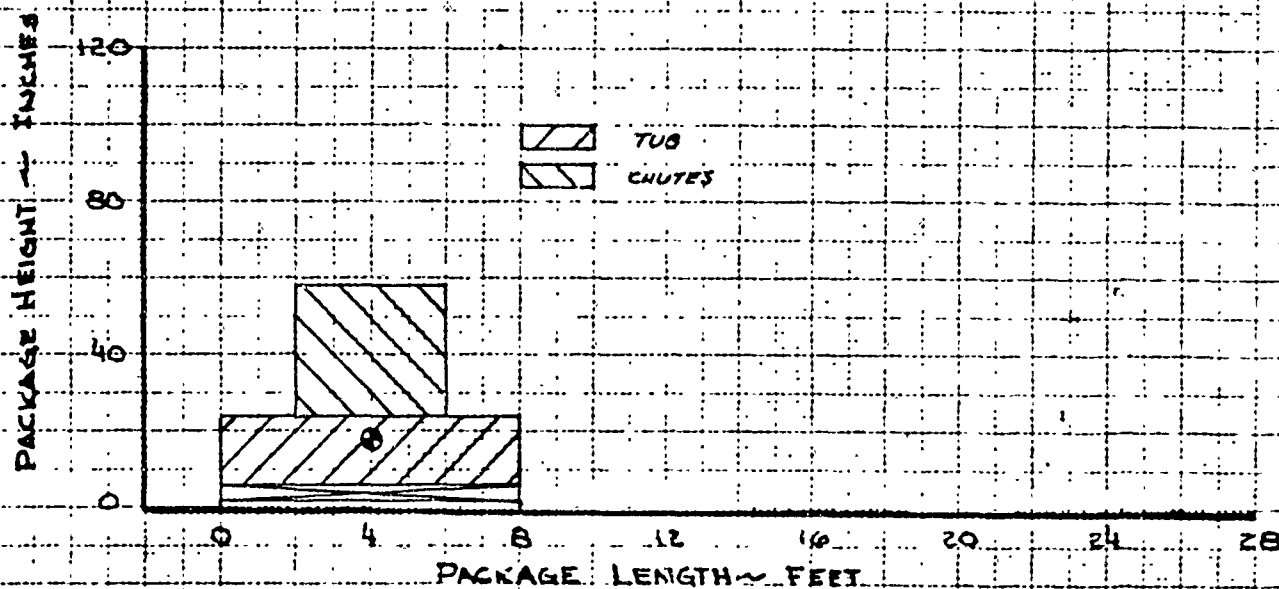 PACKAGE HEIGHT ~ INCHES
120
80
40
0
TUB
CHUTES
0 4 8 12 16 20 24 28
PACKAGE LENGTH ~ FEET